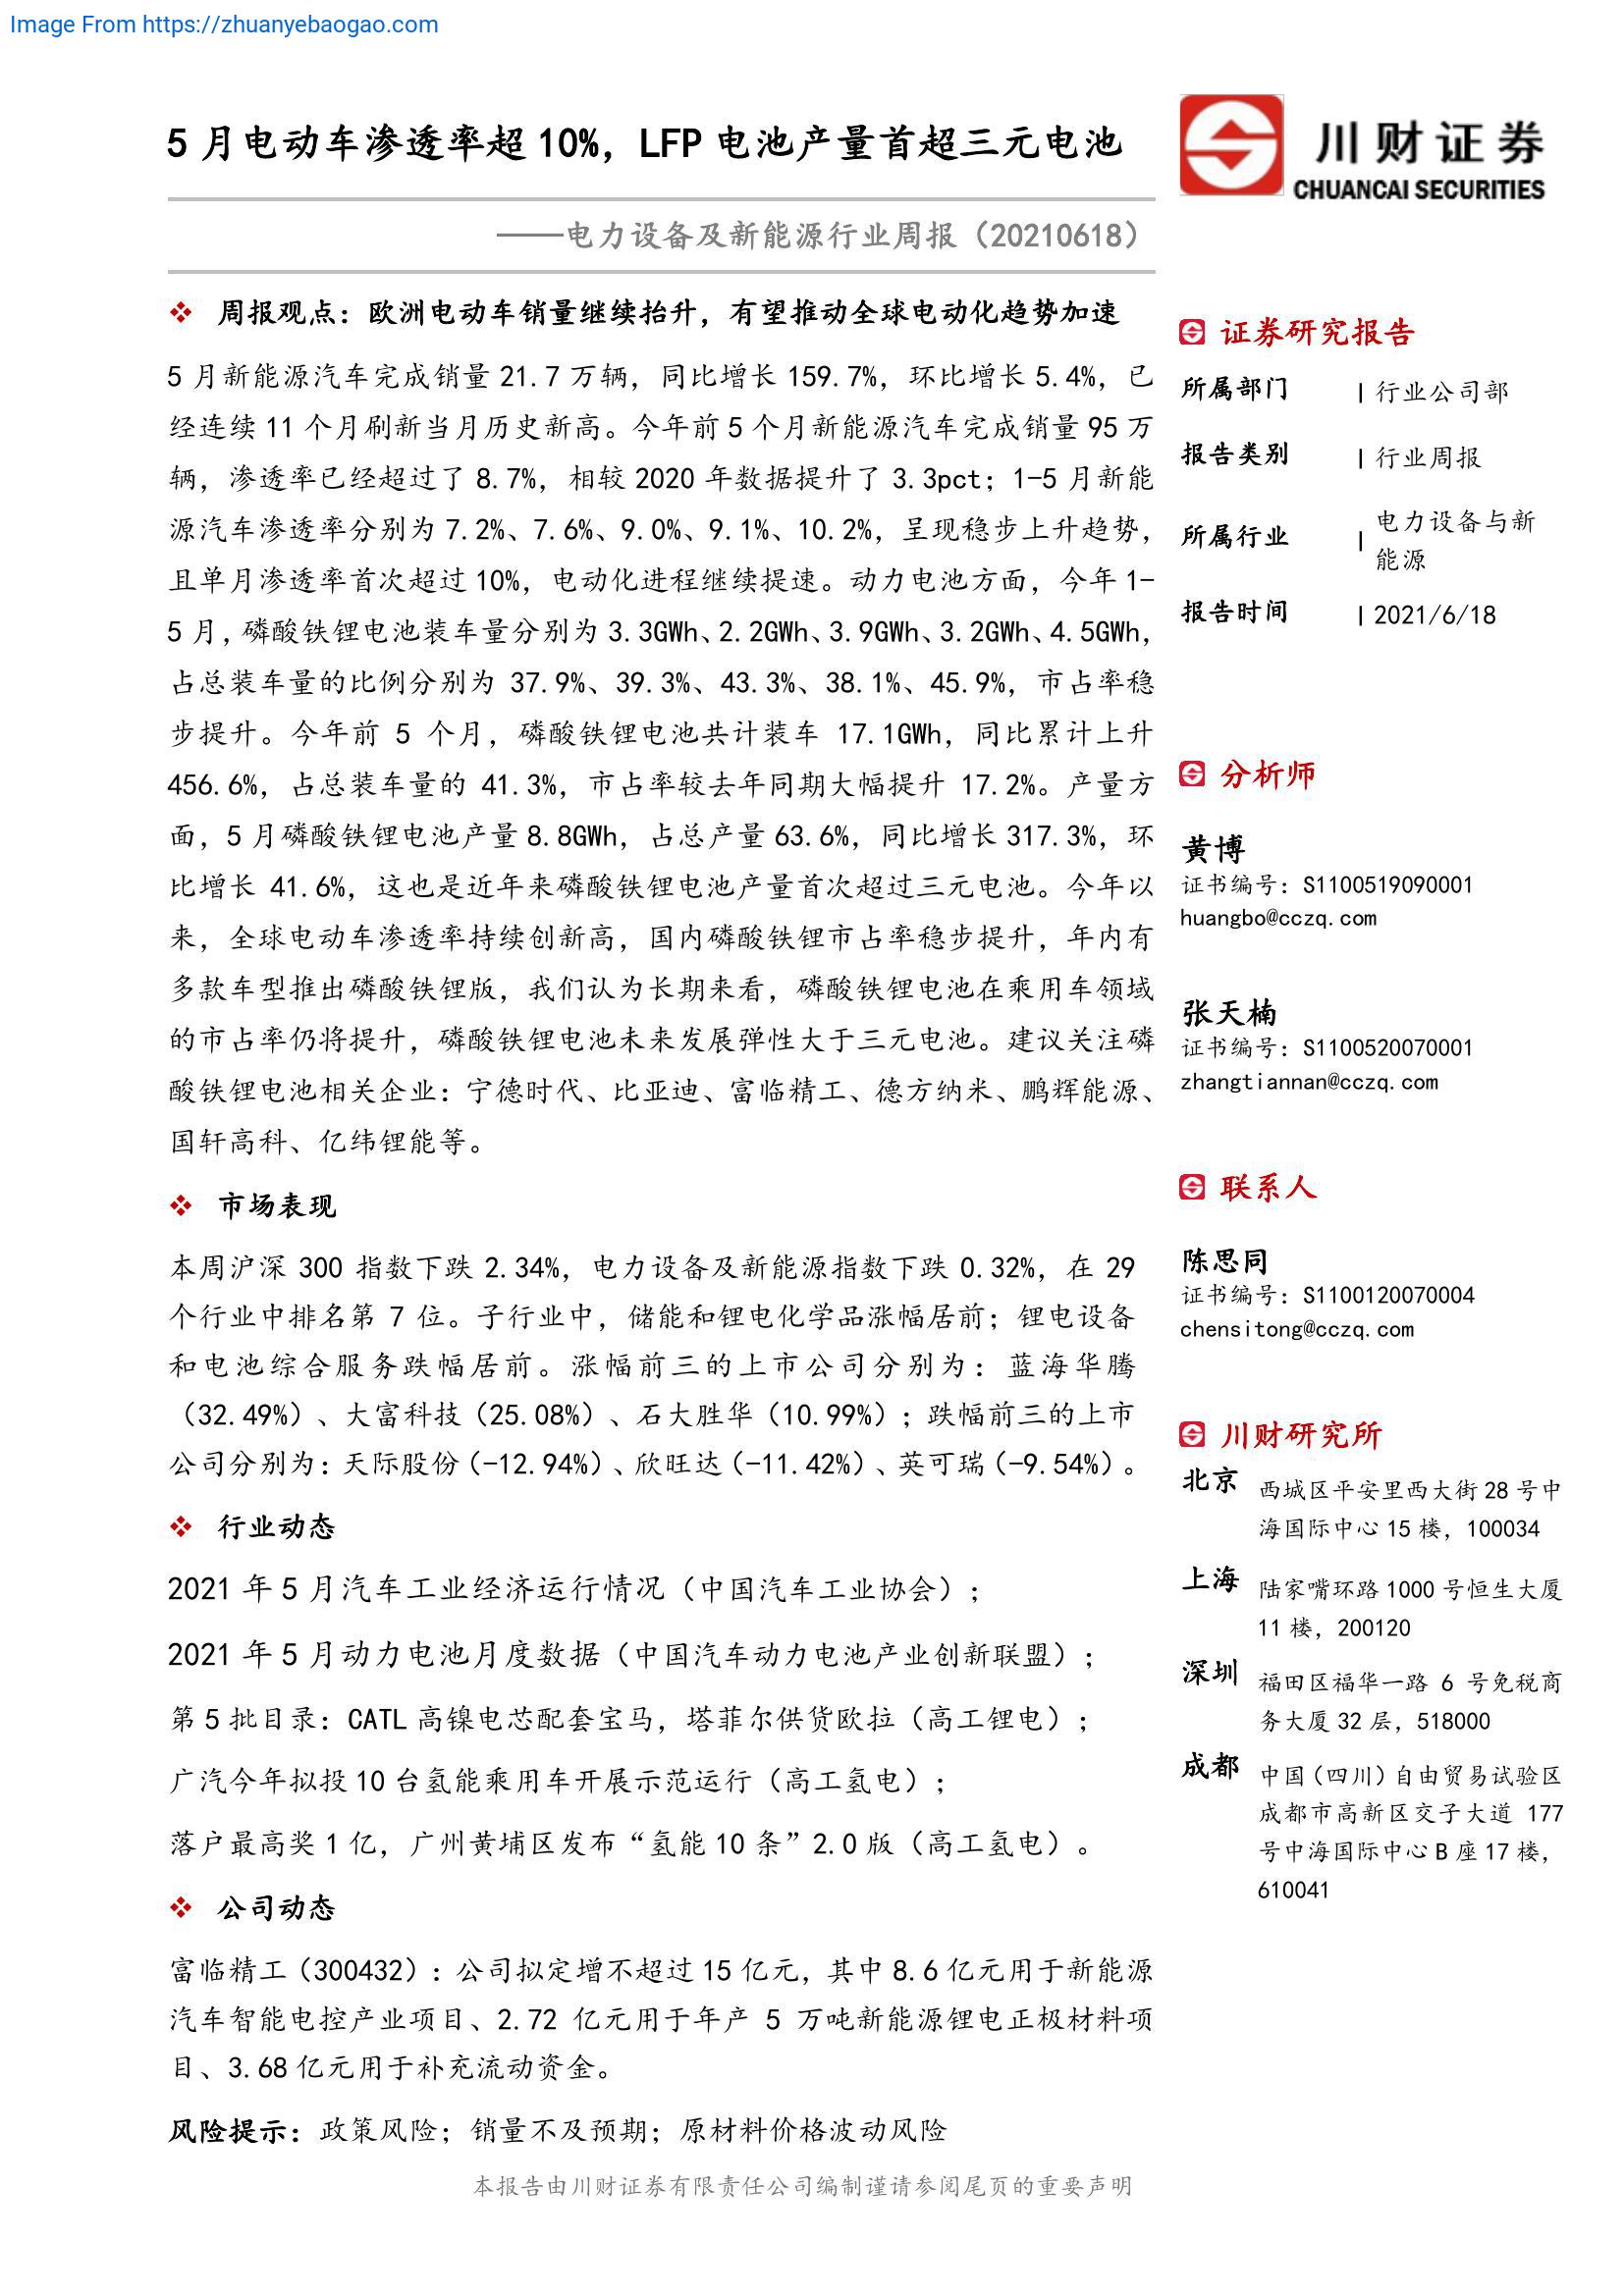 Image From https://zhuanyebaogao.com
5 月电动车渗透率超 10%，LFP 电池产量首超三元电池
——电力设备及新能源行业周报（20210618）
川财证券
CHUANCAI SECURITIES
❖ 周报观点：欧洲电动车销量继续抬升，有望推动全球电动化趋势加速
5 月新能源汽车完成销量 21.7 万辆，同比增长 159.7%，环比增长 5.4%，已
经连续 11 个月刷新当月历史新高。今年前 5 个月新能源汽车完成销量 95 万
辆，渗透率已经超过了 8.7%，相较 2020 年数据提升了 3.3pct；1-5 月新能
源汽车渗透率分别为 7.2%、7.6%、9.0%、9.1%、10.2%，呈现稳步上升趋势，
且单月渗透率首次超过 10%，电动化进程继续提速。动力电池方面，今年 1-
5 月，磷酸铁锂电池装车量分别为 3.3GWh、2.2GWh、3.9GWh、3.2GWh、4.5GWh，
占总装车量的比例分别为 37.9%、39.3%、43.3%、38.1%、45.9%，市占率稳
步提升。今年前 5 个月，磷酸铁锂电池共计装车 17.1GWh，同比累计上升
456.6%，占总装车量的 41.3%，市占率较去年同期大幅提升 17.2%。产量方
面，5 月磷酸铁锂电池产量 8.8GWh，占总产量 63.6%，同比增长 317.3%，环
比增长 41.6%，这也是近年来磷酸铁锂电池产量首次超过三元电池。今年以
来，全球电动车渗透率持续创新高，国内磷酸铁锂市占率稳步提升，年内有
多款车型推出磷酸铁锂版，我们认为长期来看，磷酸铁锂电池在乘用车领域
的市占率仍将提升，磷酸铁锂电池未来发展弹性大于三元电池。建议关注磷
酸铁锂电池相关企业：宁德时代、比亚迪、富临精工、德方纳米、鹏辉能源、
国轩高科、亿纬锂能等。
❖ 市场表现
本周沪深 300 指数下跌 2.34%，电力设备及新能源指数下跌 0.32%，在 29
个行业中排名第 7 位。子行业中，储能和锂电化学品涨幅居前；锂电设备
和电池综合服务跌幅居前。涨幅前三的上市公司分别为：蓝海华腾
（32.49%）、大富科技（25.08%）、石大胜华（10.99%）；跌幅前三的上市
公司分别为：天际股份（-12.94%）、欣旺达（-11.42%）、英可瑞（-9.54%）。
❖ 行业动态
2021 年 5 月汽车工业经济运行情况（中国汽车工业协会）；
2021 年 5 月动力电池月度数据（中国汽车动力电池产业创新联盟）；
第 5 批目录：CATL 高镍电芯配套宝马，塔菲尔供货欧拉（高工锂电）；
广汽今年拟投 10 台氢能乘用车开展示范运行（高工氢电）；
落户最高奖 1 亿，广州黄埔区发布“氢能 10 条”2.0 版（高工氢电）。
❖ 公司动态
富临精工（300432）：公司拟定增不超过 15 亿元，其中 8.6 亿元用于新能源
汽车智能电控产业项目、2.72 亿元用于年产 5 万吨新能源锂电正极材料项
目、3.68 亿元用于补充流动资金。
风险提示：政策风险；销量不及预期；原材料价格波动风险
证券研究报告
所属部门 | 行业公司部
报告类别 | 行业周报
所属行业 | 电力设备与新
能源
报告时间 | 2021/6/18
分析师
黄博
证书编号：S1100519090001
huangbo@cczq.com
张天楠
证书编号：S1100520070001
zhangtiannan@cczq.com
联系人
陈思同
证书编号：S1100120070004
chensitong@cczq.com
川财研究所
北京 西城区平安里西大街 28 号中
海国际中心 15 楼，100034
上海 陆家嘴环路 1000 号恒生大厦
11 楼，200120
深圳 福田区福华一路 6 号免税商
务大厦 32 层，518000
成都 中国（四川）自由贸易试验区
成都市高新区交子大道 177
号中海国际中心 B 座 17 楼，
610041
本报告由川财证券有限责任公司编制谨请参阅尾页的重要声明